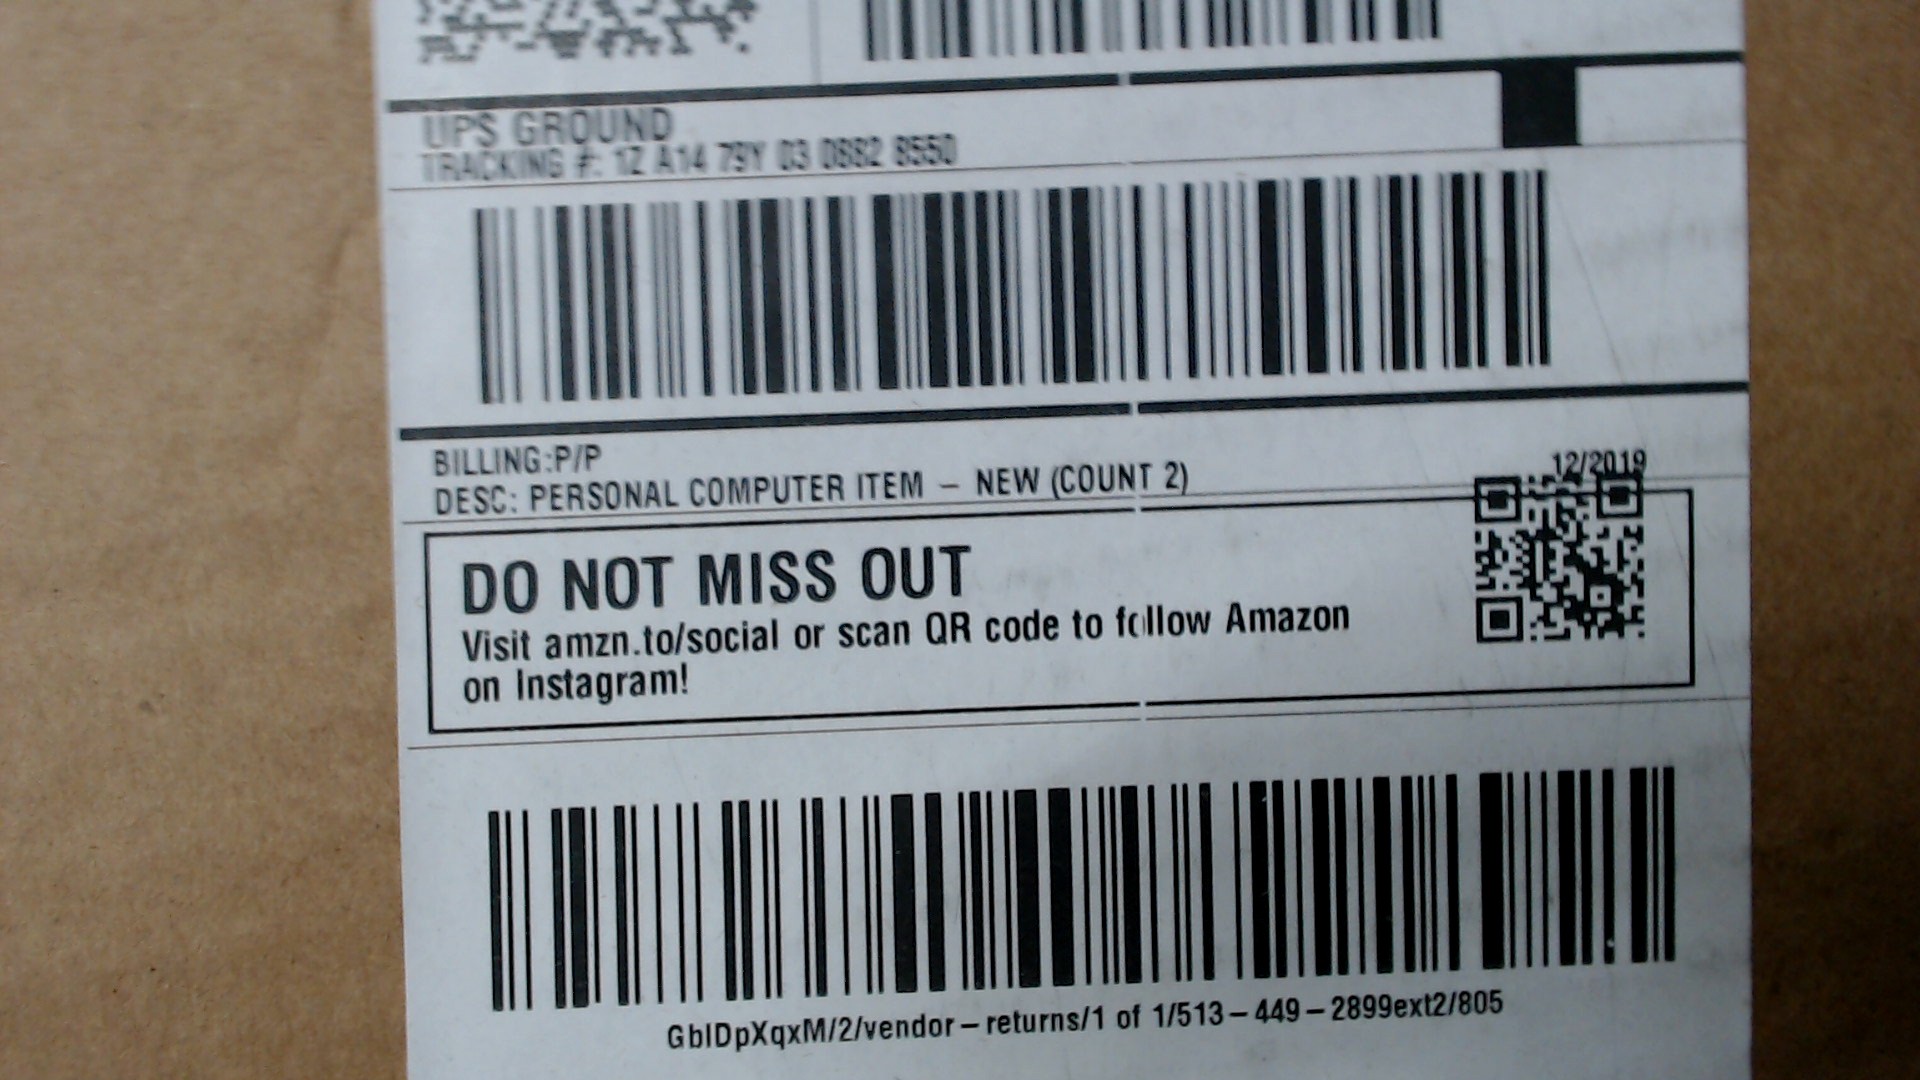 UPS GROUND
TRACKING #: 1Z A14 79Y 03 0882 8550
BILLING:P/P
DESC: PERSONAL COMPUTER ITEM – NEW (COUNT 2)
12/2019
DO NOT MISS OUT
Visit amzn.to/social or scan QR code to follow Amazon
on Instagram!
GblDpXqxM/2/vendor–returns/1 of 1/513–449–2899ext2/805